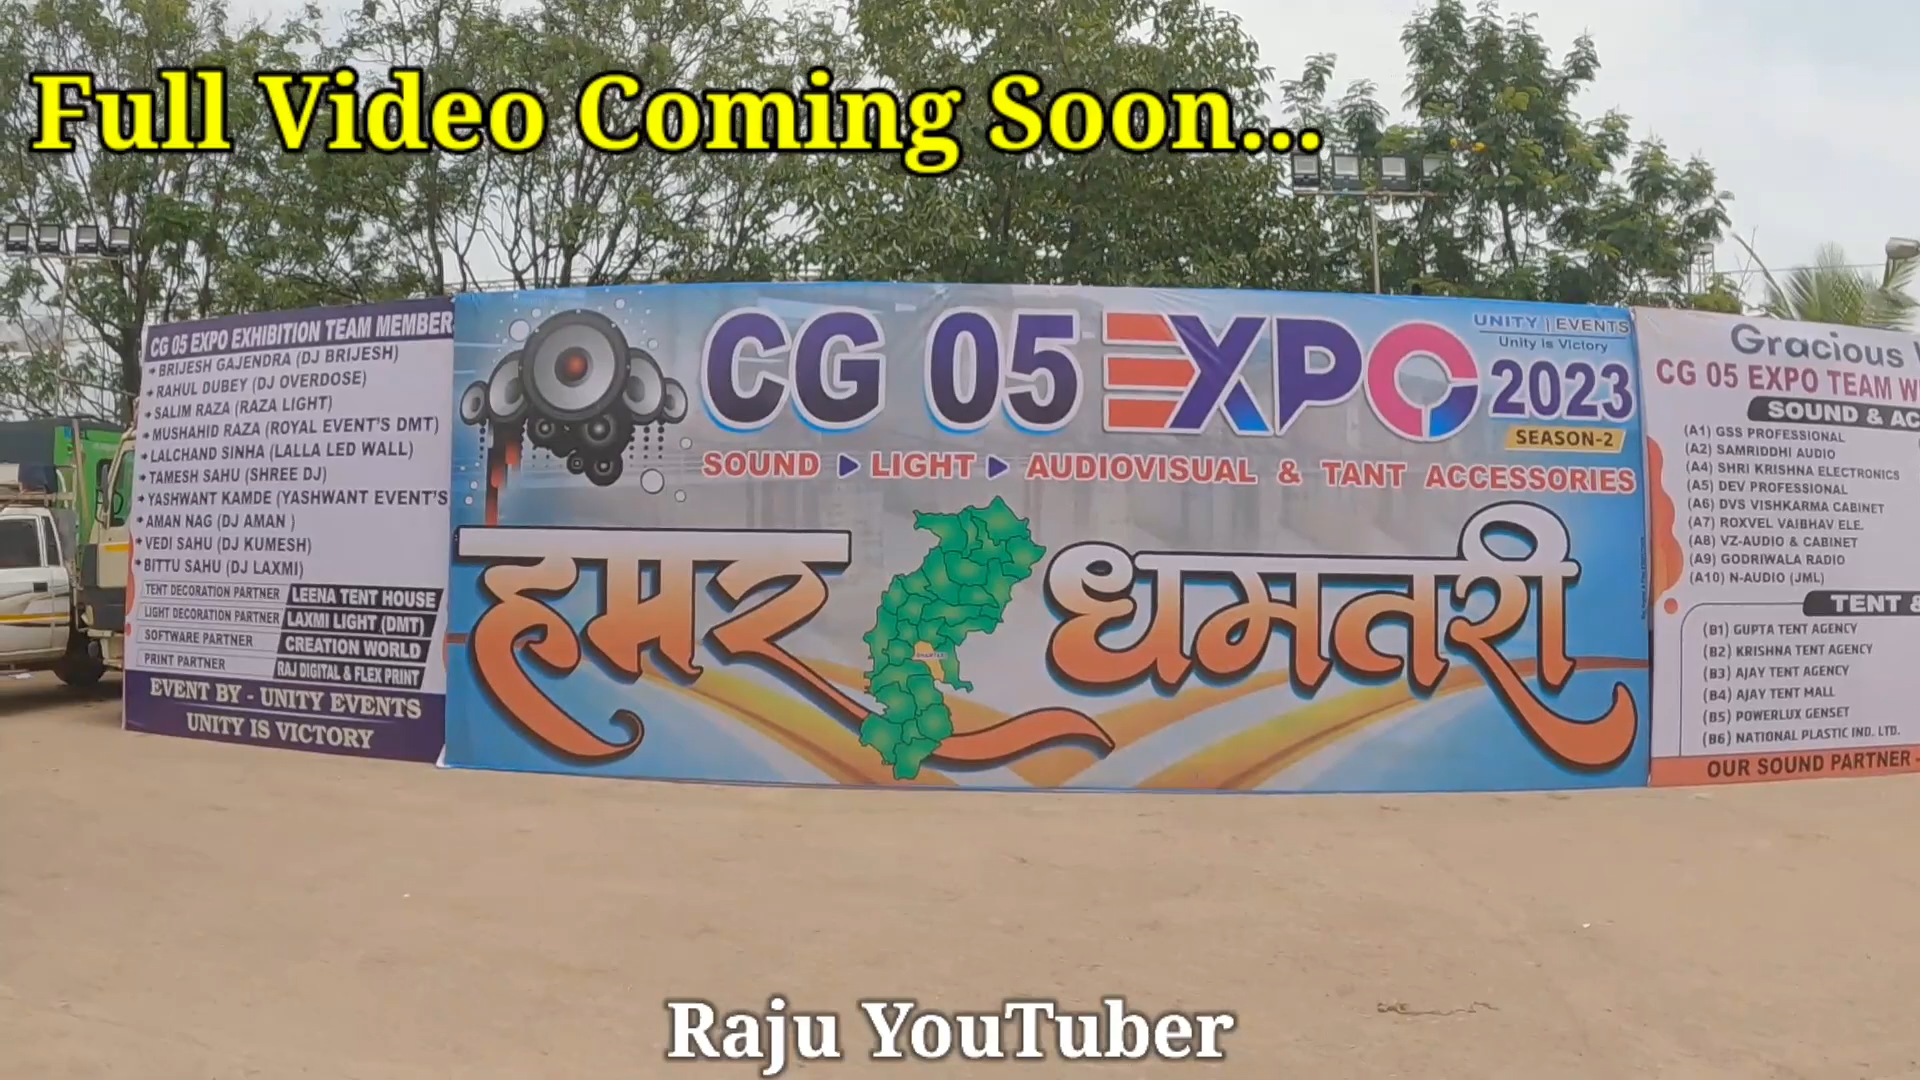 Full Video Coming Soon...
CG 05 EXPO EXHIBITION TEAM MEMBER
BRIJESH GAJENDRA (DJ BRIJESH)
RAHUL DUBEY (DJ OVERDOSE)
SALIM RAZA (RAZA LIGHT)
MUSHAHID RAZA (ROYAL EVENT'S DMT)
LALCHAND SINHA (LALLA LED WALL)
TAMESH SAHU (SHREE DJ)
YASHWANT KAMDE (YASHWANT EVENT'S
AMAN NAG (DJ AMAN )
VEDI SAHU (DJ KUMESH)
BITTU SAHU (DJ LAXMI)
TENT DECORATION PARTNER LEENA TENT HOUSE
LIGHT DECORATION PARTNER LAXMI LIGHT (DMT)
SOFTWARE PARTNER CREATION WORLD
PRINT PARTNER RAJ DIGITAL & FLEX PRINT
EVENT BY - UNITY EVENTS
UNITY IS VICTORY
CG 05 EXPO 2023
UNITY | EVENTS
Unity is Victory
SEASON-2
SOUND LIGHT AUDIOVISUAL & TANT ACCESSORIES
हमर धमतरी
Gracious
CG 05 EXPO TEAM W
SOUND & AC
(A1) GSS PROFESSIONAL
(A2) SAMRIDDHI AUDIO
(A4) SHRI KRISHNA ELECTRONICS
(A5) DEV PROFESSIONAL
(A6) DVS VISHKARMA CABINET
(A7) ROXVEL VAIBHAV ELE.
(A8) VZ-AUDIO & CABINET
(A9) GODRIWALA RADIO
(A10) N-AUDIO (JML)
TENT &
(B1) GUPTA TENT AGENCY
(B2) KRISHNA TENT AGENCY
(B3) AJAY TENT AGENCY
(B4) AJAY TENT MALL
(B5) POWERLUX GENSET
(B6) NATIONAL PLASTIC IND. LTD.
OUR SOUND PARTNER -
Raju YouTuber